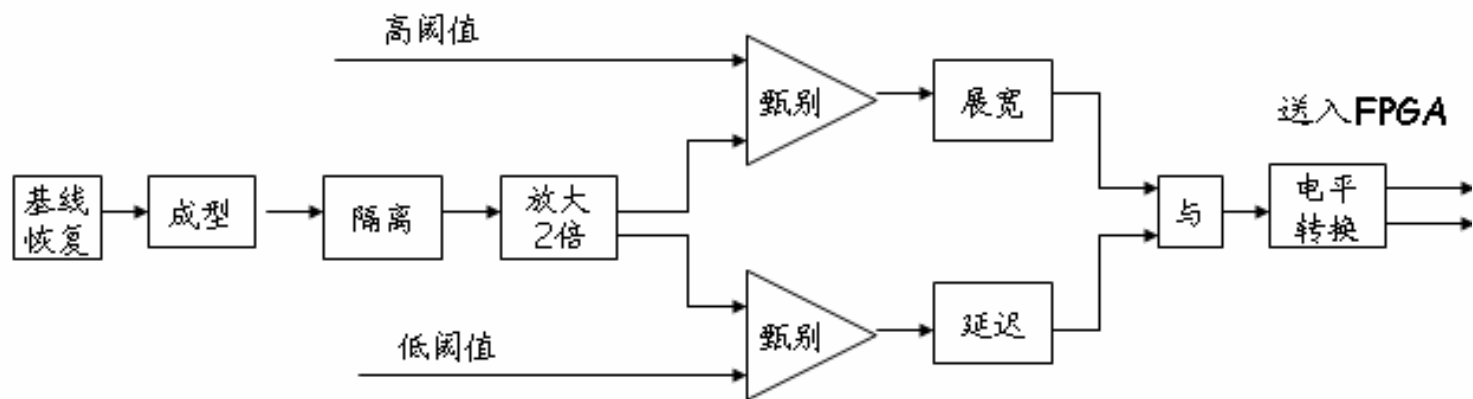 高阈值
甄别
展宽
送入FPGA
基线
恢复
成型
隔离
放大
2倍
与
电平
转换
低阈值
甄别
延迟